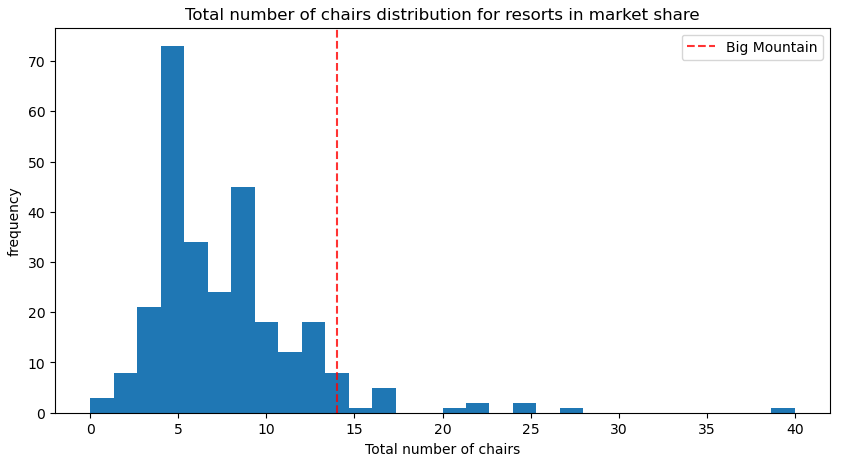 Total number of chairs distribution for resorts in market share
Big Mountain
frequency
70
60
50
40
30
20
10
0
0 5 10 15 20 25 30 35 40
Total number of chairs